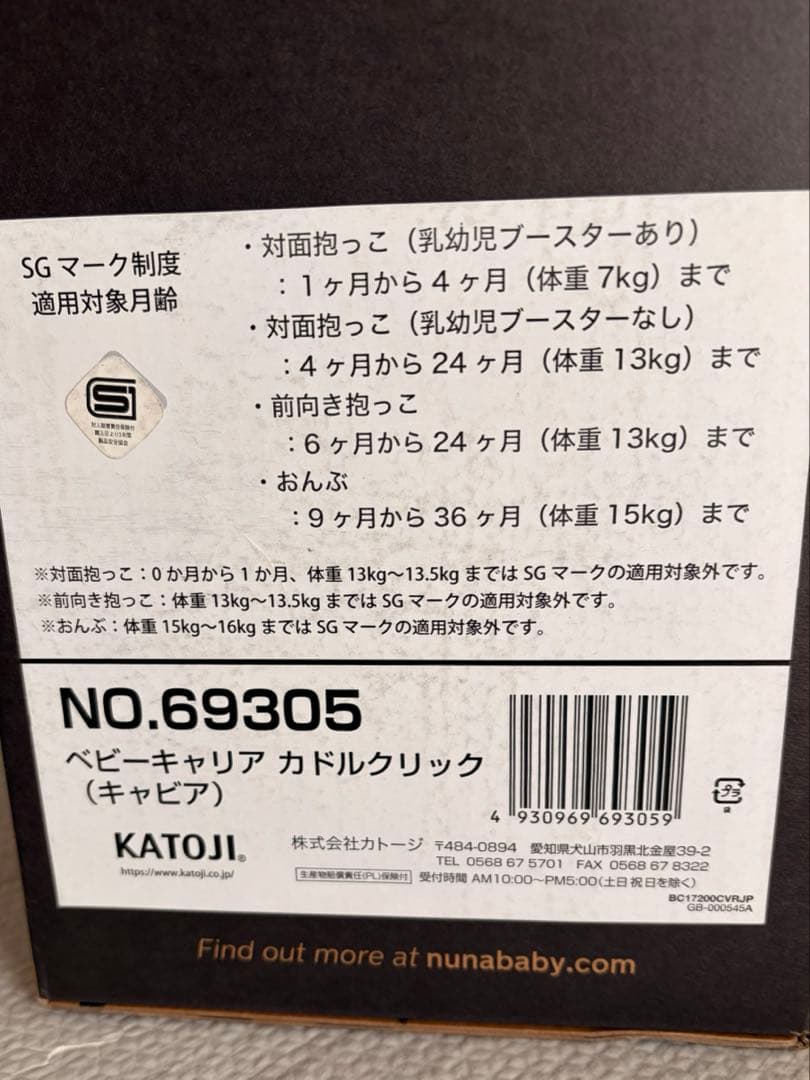 SGマーク制度
適用対象月齢
・対面抱っこ（乳幼児ブースターあり）
：1ヶ月から4ヶ月（体重7kg）まで
・対面抱っこ（乳幼児ブースターなし）
：4ヶ月から24ヶ月（体重13kg）まで
・前向き抱っこ
：6ヶ月から24ヶ月（体重13kg）まで
・おんぶ
：9ヶ月から36ヶ月（体重15kg）まで
※対面抱っこ：0か月から1か月、体重13kg〜13.5kgまではSGマークの適用対象外です。
※前向き抱っこ：体重13kg〜13.5kgまではSGマークの適用対象外です。
※おんぶ：体重15kg〜16kgまではSGマークの適用対象外です。
NO.69305
ベビーキャリア カドルクリック
（キャビア）
4 930969 693059
プラ
袋
KATOJI®
https://www.katoji.co.jp/
株式会社カトージ 〒484-0894 愛知県犬山市羽黒北金屋39-2
TEL 0568 67 5701 FAX 0568 67 8322
生産物賠償責任(PL)保険付 受付時間 AM10:00〜PM5:00（土日祝日を除く）
BC17200CVRJP
GB-000545A
Find out more at nunababy.com